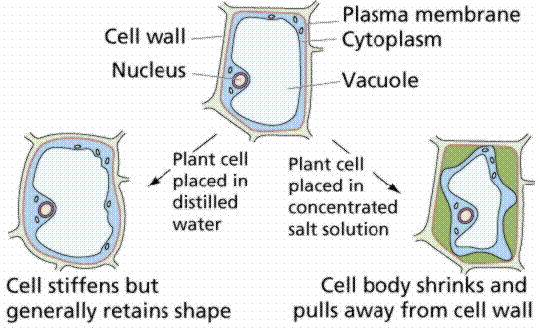 Plasma membrane
Cell wall
Cytoplasm
Nucleus
Vacuole
Plant cell
placed in
distilled
water
Plant cell
placed in
concentrated
salt solution
Cell stiffens but
generally retains shape
Cell body shrinks and
pulls away from cell wall